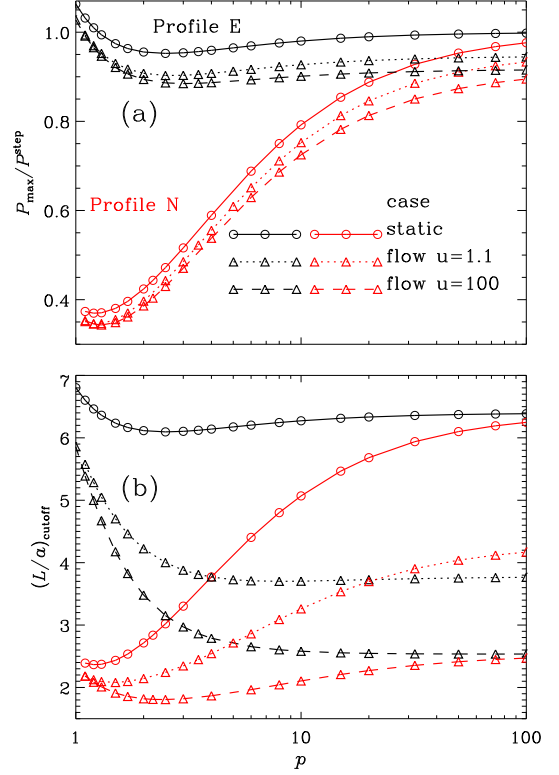 Profile E
1.0
(a)
0.8
P_max/P^step
Profile N
case
static
0.6
flow u=1.1
flow u=100
0.4
7
6
(b)
5
(L/a)_cutoff
4
3
2
1
10
100
p